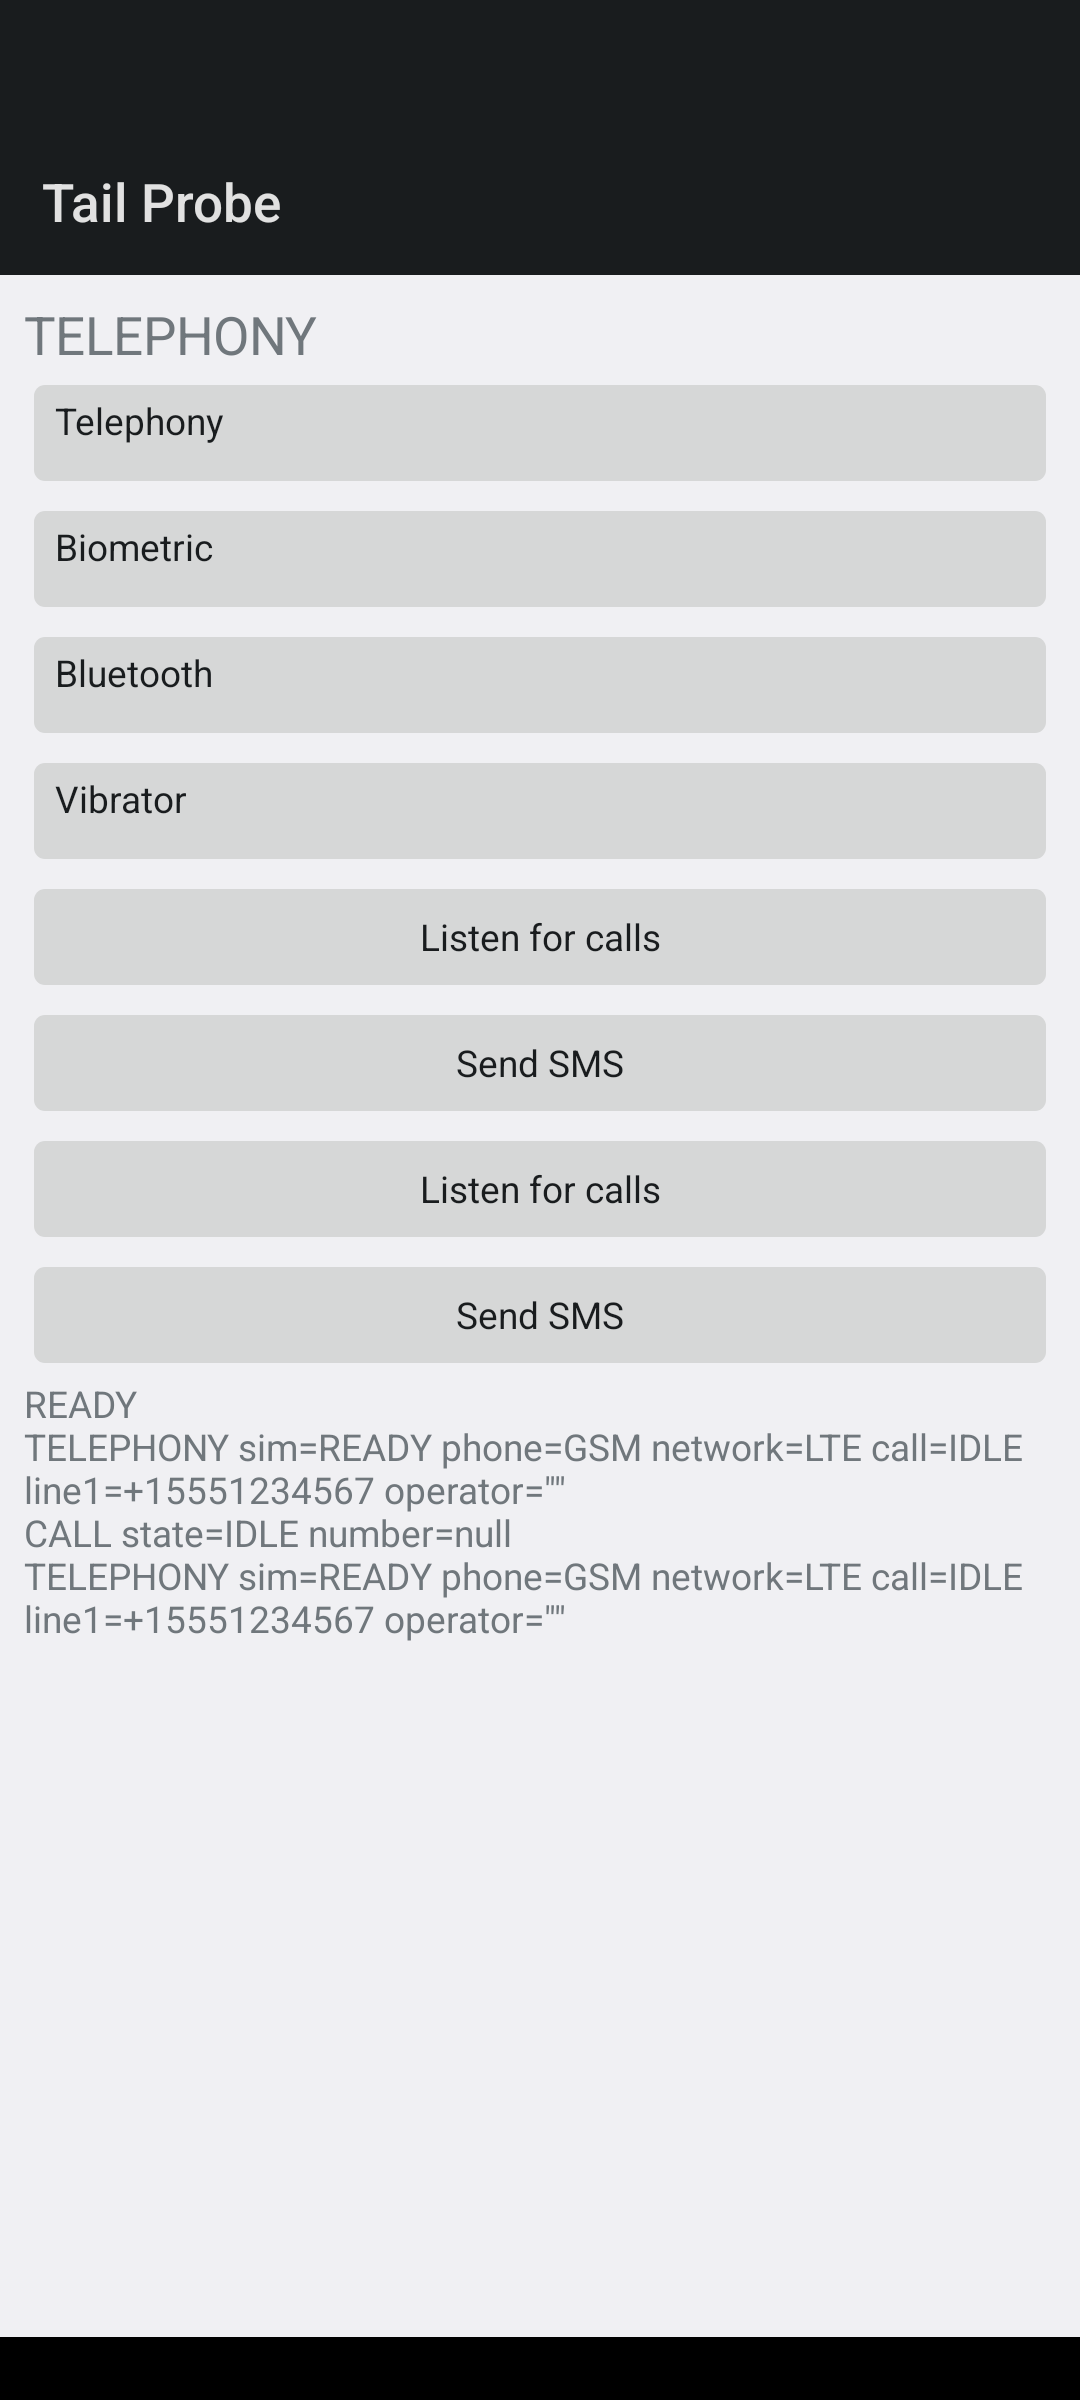 Tail Probe
TELEPHONY
Telephony
Biometric
Bluetooth
Vibrator
Listen for calls
Send SMS
Listen for calls
Send SMS
READY
TELEPHONY sim=READY phone=GSM network=LTE call=IDLE
line1=+15551234567 operator=""
CALL state=IDLE number=null
TELEPHONY sim=READY phone=GSM network=LTE call=IDLE
line1=+15551234567 operator=""